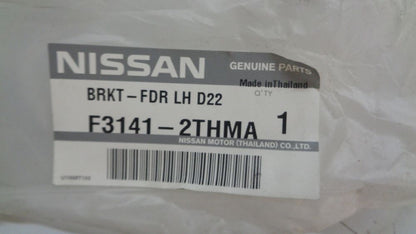 NISSAN GENUINE PARTS
Made in Thailand
BRKT-FDR LH D22 Q'TY
F3141-2THMA 1
NISSAN MOTOR (THAILAND) CO.,LTD.